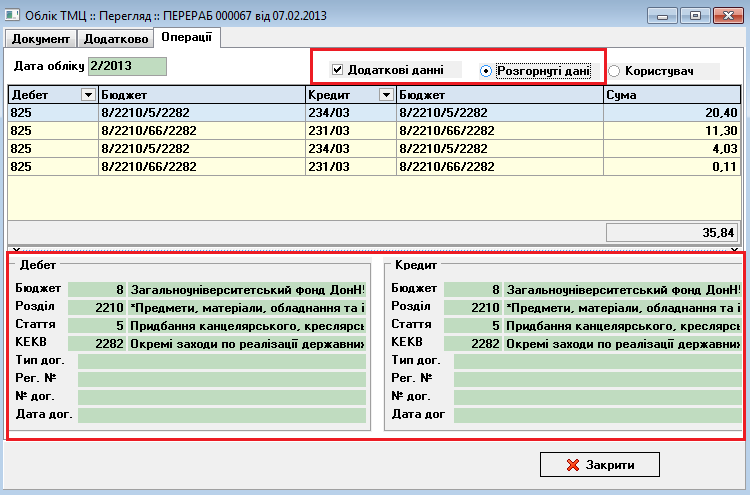 Облік ТМЦ :: Перегляд :: ПЕРЕРАБ 000067 від 07.02.2013
Документ Додатково Операції
Дата обліку 2/2013 Додаткові данні Розгорнуті дані Користувач
Дебет Бюджет Кредит Бюджет Сума
825 8/2210/5/2282 234/03 8/2210/5/2282 20,40
825 8/2210/66/2282 231/03 8/2210/66/2282 11,30
825 8/2210/5/2282 234/03 8/2210/5/2282 4,03
825 8/2210/66/2282 231/03 8/2210/66/2282 0,11
35,84
Дебет Кредит
Бюджет 8 Загальноуніверситетський фонд ДонН Бюджет 8 Загальноуніверситетський фонд ДонН
Розділ 2210 *Предмети, матеріали, обладнання та і Розділ 2210 *Предмети, матеріали, обладнання та і
Стаття 5 Придбання канцелярського, креслярсь Стаття 5 Придбання канцелярського, креслярсь
КЕКВ 2282 Окремі заходи по реалізації державних КЕКВ 2282 Окремі заходи по реалізації державних
Тип дог. Тип дог.
Рег. № Рег. №
№ дог. № дог.
Дата дог. Дата дог
Закрити